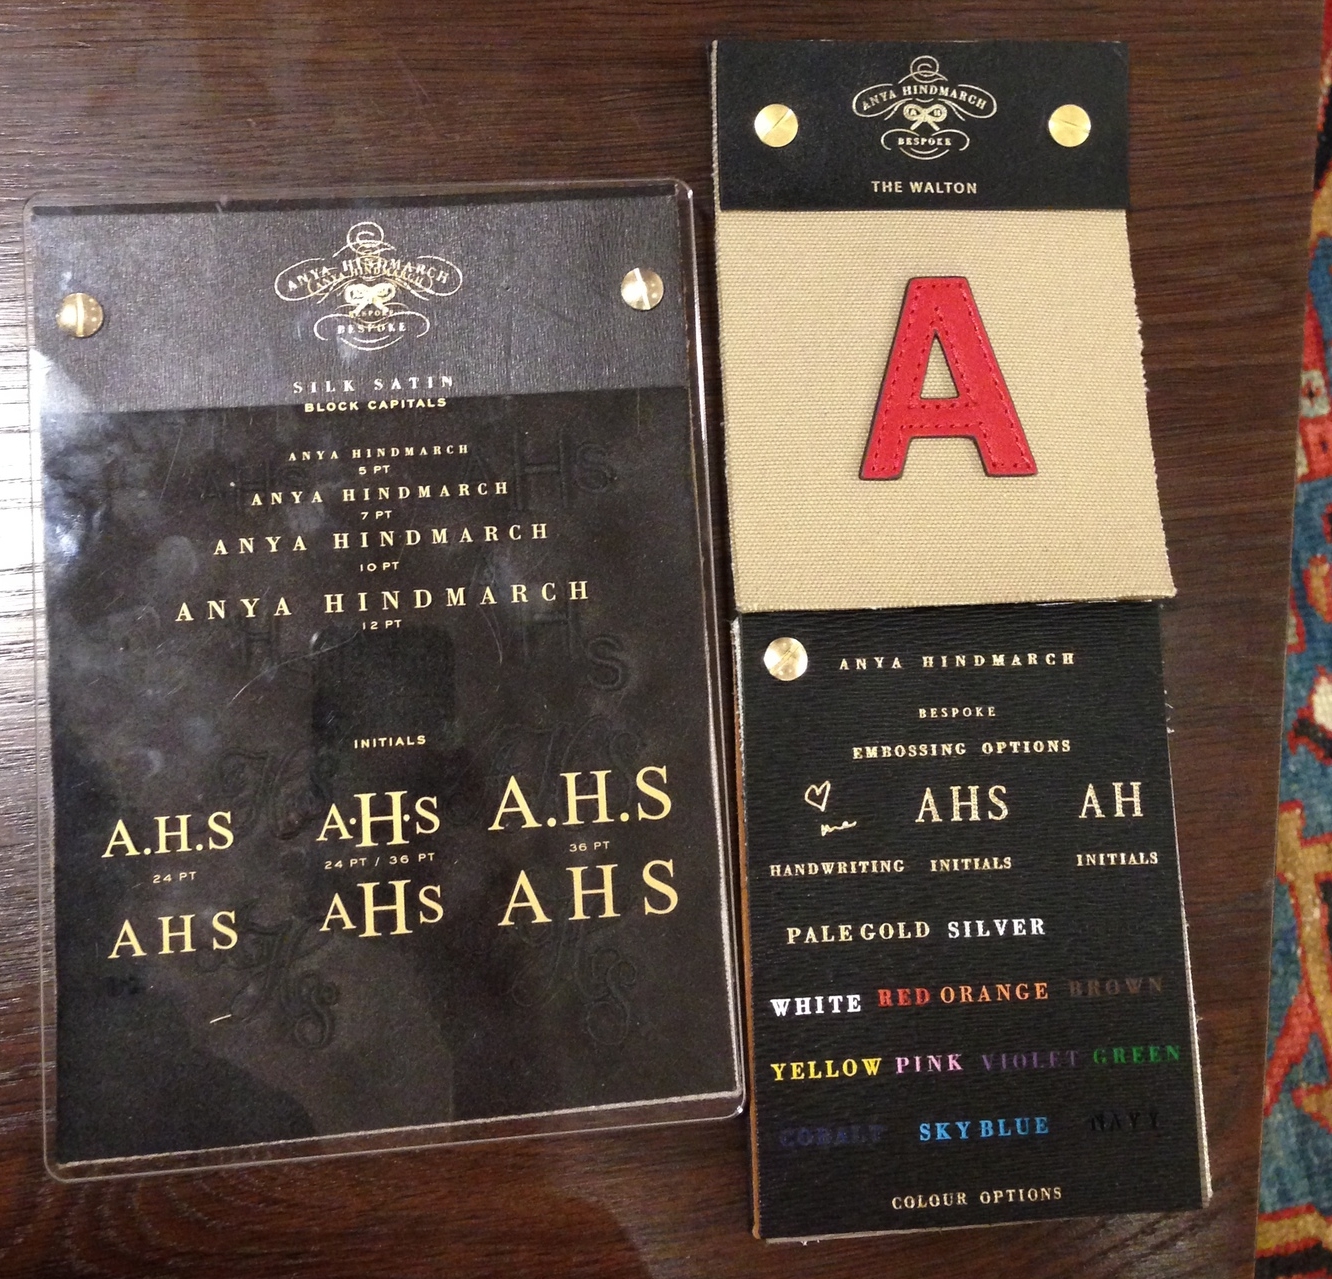 ANYA HINDMARCH
BESPOKE
SILK SATIN
BLOCK CAPITALS
ANYA HINDMARCH
5 PT
ANYA HINDMARCH
7 PT
ANYA HINDMARCH
10 PT
ANYA HINDMARCH
12 PT
INITIALS
A.H.S A·H·S A.H.S
24 PT 24 PT / 36 PT 36 PT
AHS AHS AHS
ANYA HINDMARCH
A H
BESPOKE
THE WALTON
A
ANYA HINDMARCH
BESPOKE
EMBOSSING OPTIONS
me AHS AH
HANDWRITING INITIALS INITIALS
PALE GOLD SILVER
WHITE RED ORANGE BROWN
YELLOW PINK VIOLET GREEN
COBALT SKY BLUE NAVY
COLOUR OPTIONS